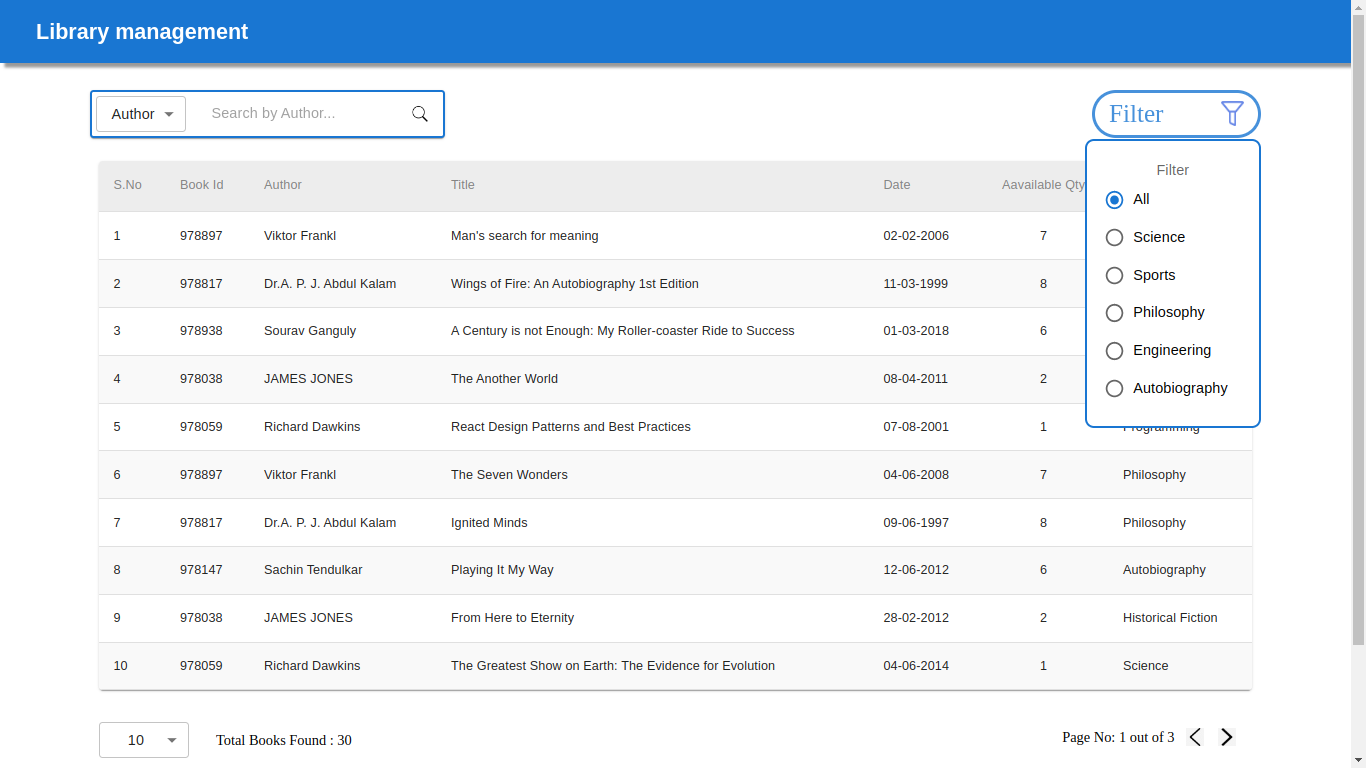 Library management
Author Search by Author... Filter
Filter
All
Science
Sports
Philosophy
Engineering
Autobiography
S.No Book Id Author Title Date Aavailable Qty
1 978897 Viktor Frankl Man's search for meaning 02-02-2006 7
2 978817 Dr.A. P. J. Abdul Kalam Wings of Fire: An Autobiography 1st Edition 11-03-1999 8
3 978938 Sourav Ganguly A Century is not Enough: My Roller-coaster Ride to Success 01-03-2018 6
4 978038 JAMES JONES The Another World 08-04-2011 2
5 978059 Richard Dawkins React Design Patterns and Best Practices 07-08-2001 1 Programming
6 978897 Viktor Frankl The Seven Wonders 04-06-2008 7 Philosophy
7 978817 Dr.A. P. J. Abdul Kalam Ignited Minds 09-06-1997 8 Philosophy
8 978147 Sachin Tendulkar Playing It My Way 12-06-2012 6 Autobiography
9 978038 JAMES JONES From Here to Eternity 28-02-2012 2 Historical Fiction
10 978059 Richard Dawkins The Greatest Show on Earth: The Evidence for Evolution 04-06-2014 1 Science
10 Total Books Found : 30 Page No: 1 out of 3